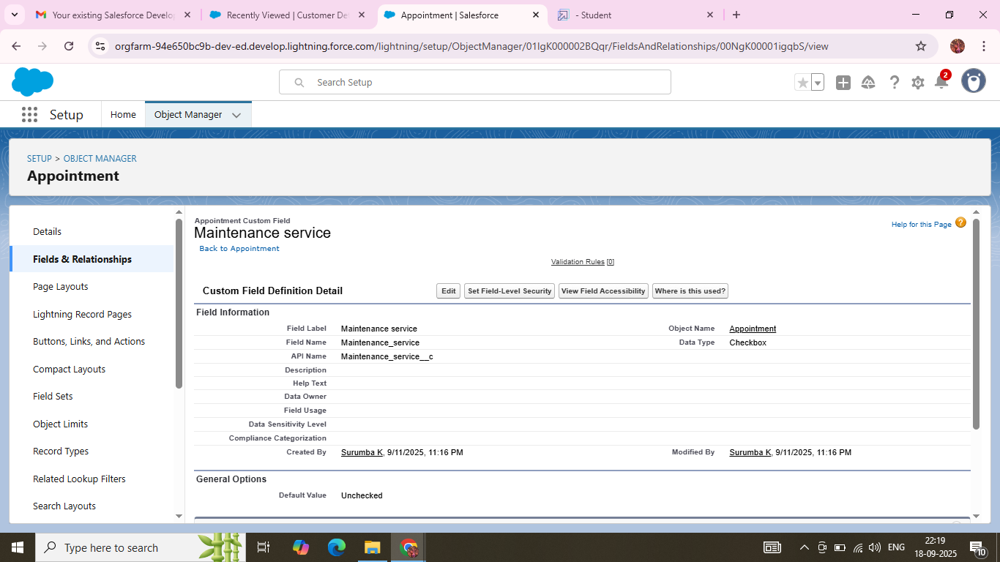 Your existing Salesforce Develo
Recently Viewed | Customer De
Appointment | Salesforce
- Student
orgfarm-94e650bc9b-dev-ed.develop.lightning.force.com/lightning/setup/ObjectManager/01IgK000002BQqr/FieldsAndRelationships/00NgK00001igqbS/view
Search Setup
2
Setup
Home
Object Manager
SETUP > OBJECT MANAGER
Appointment
Details
Fields & Relationships
Page Layouts
Lightning Record Pages
Buttons, Links, and Actions
Compact Layouts
Field Sets
Object Limits
Record Types
Related Lookup Filters
Search Layouts
Appointment Custom Field
Maintenance service
Back to Appointment
Help for this Page ?
Validation Rules [0]
Custom Field Definition Detail
Edit
Set Field-Level Security
View Field Accessibility
Where is this used?
Field Information
Field Label Maintenance service Object Name Appointment
Field Name Maintenance_service Data Type Checkbox
API Name Maintenance_service__c
Description
Help Text
Data Owner
Field Usage
Data Sensitivity Level
Compliance Categorization
Created By Surumba K, 9/11/2025, 11:16 PM Modified By Surumba K, 9/11/2025, 11:16 PM
General Options
Default Value Unchecked
Type here to search
ENG
22:19
18-09-2025
10